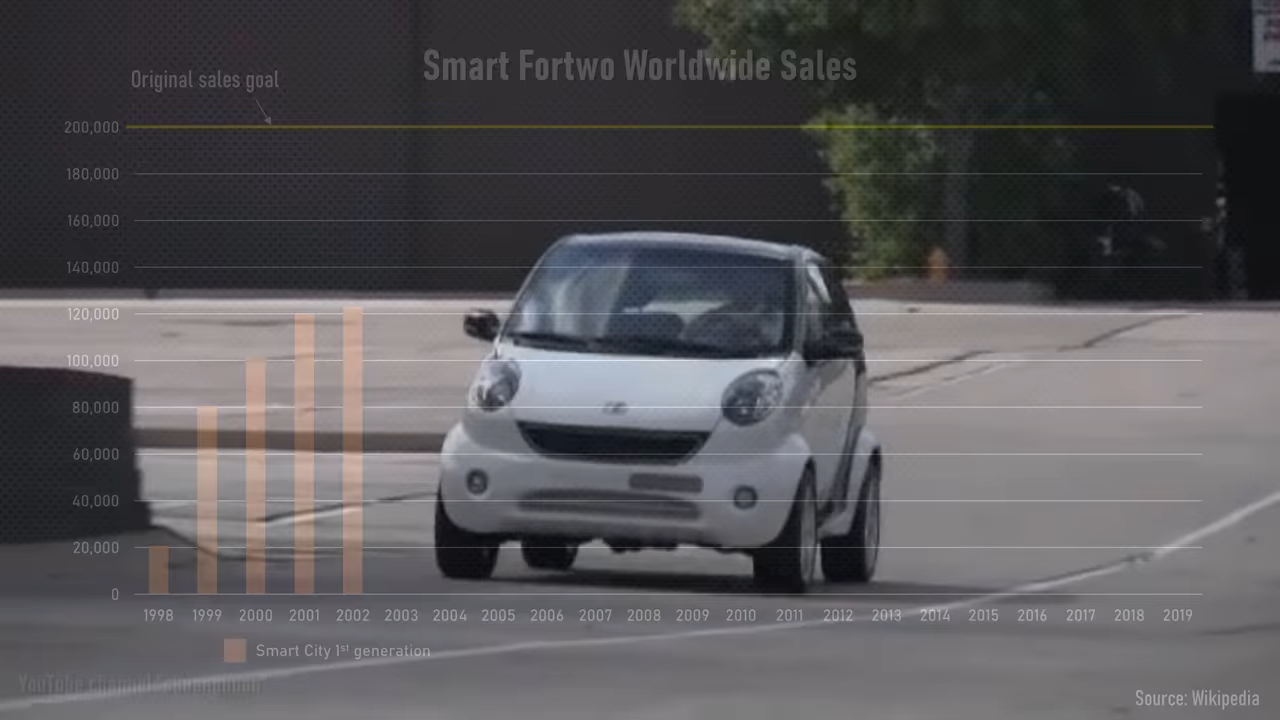 Smart Fortwo Worldwide Sales
Original sales goal
200,000
180,000
160,000
140,000
120,000
100,000
80,000
60,000
40,000
20,000
0
1998 1999 2000 2001 2002 2003 2004 2005 2006 2007 2008 2009 2010 2011 2012 2013 2014 2015 2016 2017 2018 2019
Smart City 1st generation
YouTube channel
Source: Wikipedia